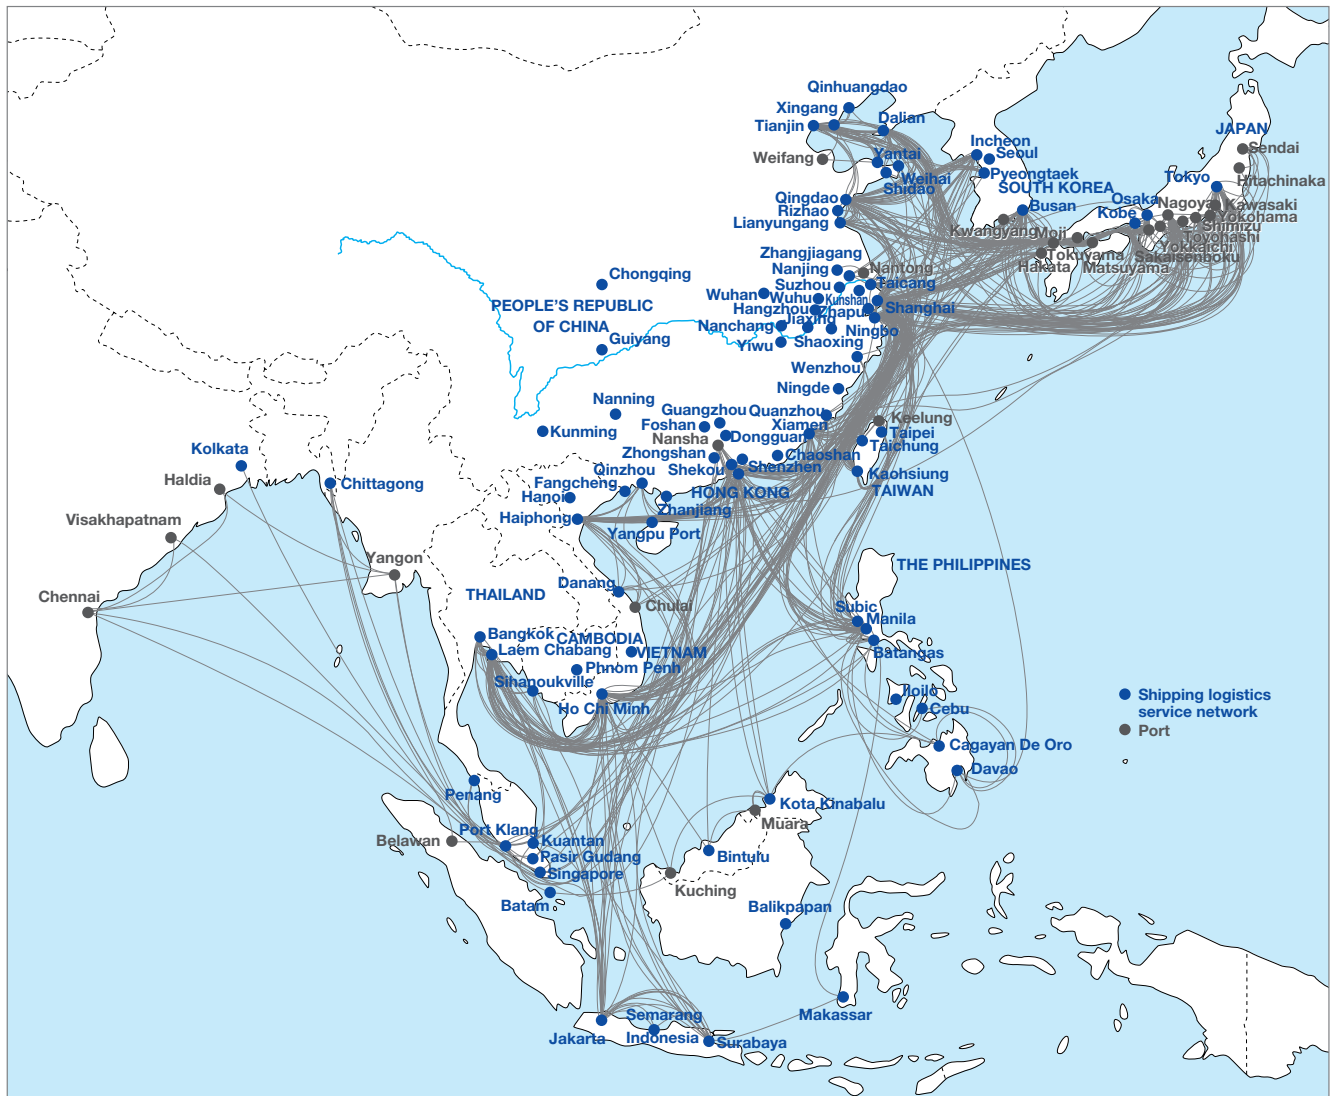 Qinhuangdao
Xingang
Tianjin
Dalian
Weifang
Yantai
Weihai
Shidao
Incheon
Seoul
Pyeongtaek
SOUTH KOREA
Busan
Kwangyang
JAPAN
Sendai
Hitachinaka
Tokyo
Osaka
Kobe
Nagoya
Kawasaki
Yokohama
Shimizu
Toyohashi
Yokkaichi
Sakaisenboku
Moji
Tokuyama
Hakata
Matsuyama
Qingdao
Rizhao
Lianyungang
Zhangjiagang
Nanjing
Nantong
Suzhou
Taicang
Wuhan
Wuhu
Kunshan
Shanghai
Hangzhou
Zhapu
Jiaxing
Nanchang
Ningbo
Yiwu
Shaoxing
Wenzhou
Ningde
Chongqing
PEOPLE'S REPUBLIC
OF CHINA
Guiyang
Nanning
Kunming
Guangzhou
Quanzhou
Foshan
Xiamen
Nansha
Dongguan
Zhongshan
Chaoshan
Shekou
Shenzhen
HONG KONG
Keelung
Taipei
Taichung
Kaohsiung
TAIWAN
Qinzhou
Fangcheng
Hanoi
Zhanjiang
Haiphong
Yangpu Port
Kolkata
Haldia
Chittagong
Visakhapatnam
Yangon
Chennai
THAILAND
Danang
Chulai
Bangkok
CAMBODIA
Laem Chabang
VIETNAM
Phnom Penh
Sihanoukville
Ho Chi Minh
THE PHILIPPINES
Subic
Manila
Batangas
Iloilo
Cebu
Cagayan De Oro
Davao
Shipping logistics
service network
Port
Penang
Port Klang
Belawan
Kuantan
Pasir Gudang
Singapore
Batam
Kota Kinabalu
Muara
Bintulu
Kuching
Balikpapan
Makassar
Semarang
Jakarta
Indonesia
Surabaya